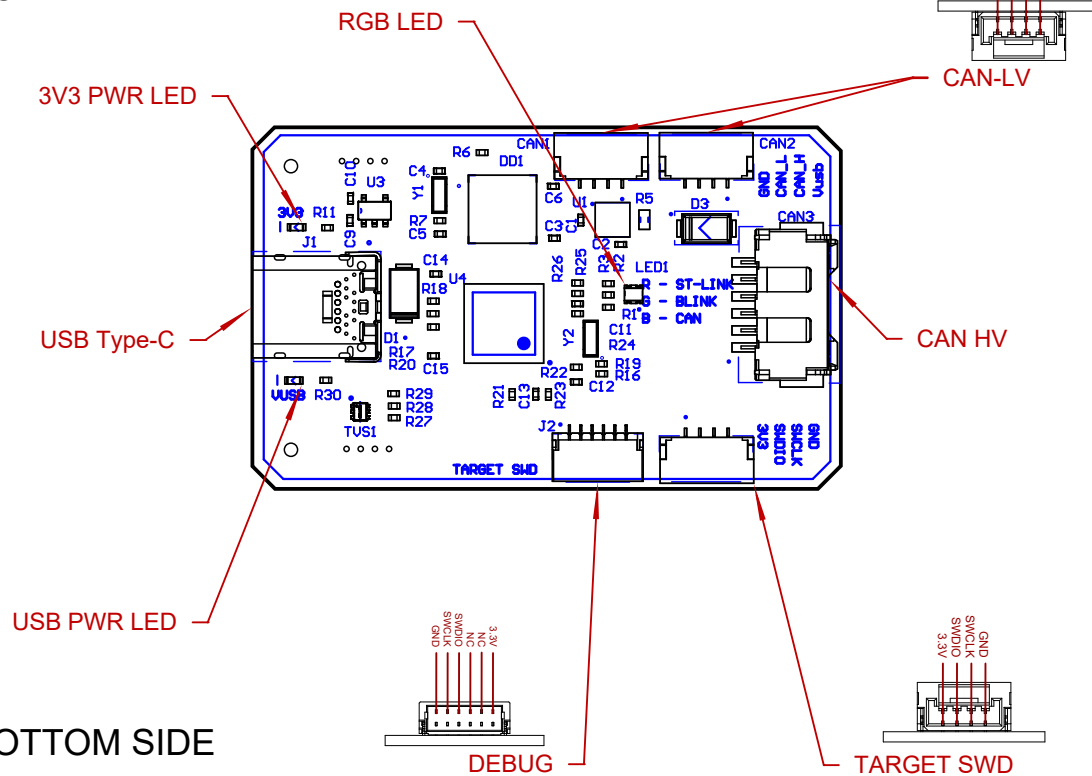 RGB LED
CAN-LV
3V3 PWR LED
CAN1
CAN2
R6
DD1
C4
C10
U3
Y1
C6
U1
R5
D3
GND
CAN_L
CAN_H
Vusb
3V3
R11
R7
C5
C9
C1
C3
C2
CAN3
J1
C14
U4
R18
R26
R25
R3
R2
LED1
R - ST-LINK
G - BLINK
B - CAN
R1
USB Type-C
CAN HV
D1
R17
R20
C15
Y2
C11
R24
R19
R16
R22
C12
VUSB
R30
R29
R28
R27
TVS1
R21
C13
R23
J2
TARGET SWD
3V3
SWDIO
SWCLK
GND
USB PWR LED
GND
SWCLK
SWDIO
NC
NC
3.3V
3.3V
SWDIO
SWCLK
GND
OTTOM SIDE
DEBUG
TARGET SWD